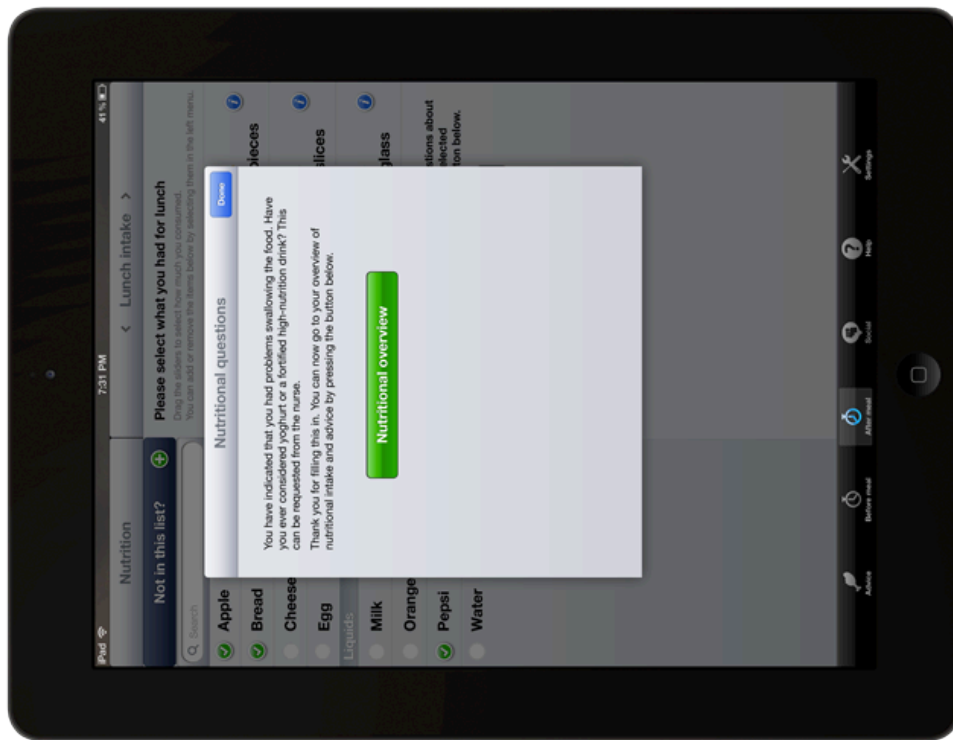 iPad
7:31 PM
41 %
Nutrition
Lunch intake
Not in this list?
Search
Apple
Bread
Cheese
Egg
Liquids
Milk
Orange
Pepsi
Water
Please select what you had for lunch
Drag the sliders to select how much you consumed.
You can add or remove the items below by selecting them in the left menu.
pieces
slices
glass
stions about
elected
tton below.
Nutritional questions
Done
You have indicated that you had problems swallowing the food. Have
you ever considered yoghurt or a fortified high-nutrition drink? This
can be requested from the nurse.
Thank you for filling this in. You can now go to your overview of
nutritional intake and advice by pressing the button below.
Nutritional overview
Advice
Before meal
After meal
Social
Help
Settings